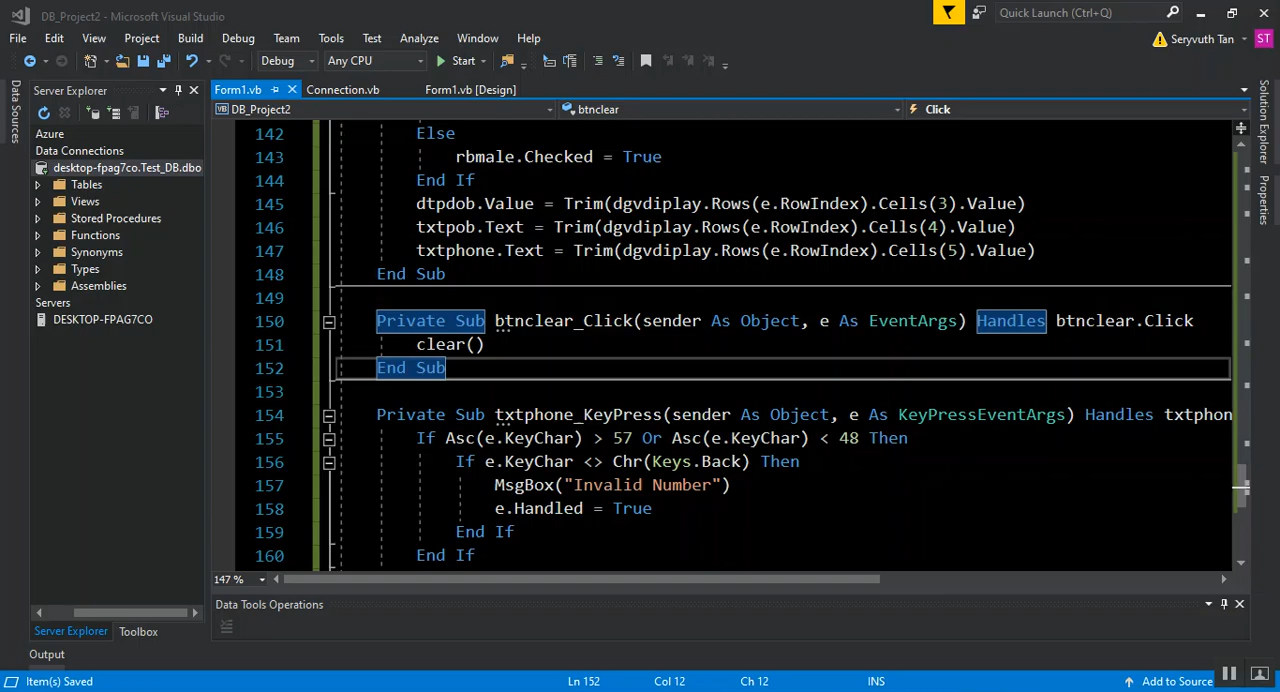 DB_Project2 - Microsoft Visual Studio
Quick Launch (Ctrl+Q)
File Edit View Project Build Debug Team Tools Test Analyze Window Help
Seryvuth Tan ST
Debug Any CPU Start
Data Sources
Server Explorer
Azure
Data Connections
desktop-fpag7co.Test_DB.dbo
Tables
Views
Stored Procedures
Functions
Synonyms
Types
Assemblies
Servers
DESKTOP-FPAG7CO
Server Explorer Toolbox
Form1.vb Connection.vb Form1.vb [Design]
VB DB_Project2 btnclear Click
142 Else
143 rbmale.Checked = True
144 End If
145 dtpdob.Value = Trim(dgvdiplay.Rows(e.RowIndex).Cells(3).Value)
146 txtpob.Text = Trim(dgvdiplay.Rows(e.RowIndex).Cells(4).Value)
147 txtphone.Text = Trim(dgvdiplay.Rows(e.RowIndex).Cells(5).Value)
148 End Sub
149
150 Private Sub btnclear_Click(sender As Object, e As EventArgs) Handles btnclear.Click
151 clear()
152 End Sub
153
154 Private Sub txtphone_KeyPress(sender As Object, e As KeyPressEventArgs) Handles txtphon
155 If Asc(e.KeyChar) > 57 Or Asc(e.KeyChar) < 48 Then
156 If e.KeyChar <> Chr(Keys.Back) Then
157 MsgBox("Invalid Number")
158 e.Handled = True
159 End If
160 End If
147 %
Data Tools Operations
Solution Explorer
Properties
Output
Item(s) Saved Ln 152 Col 12 Ch 12 INS Add to Source